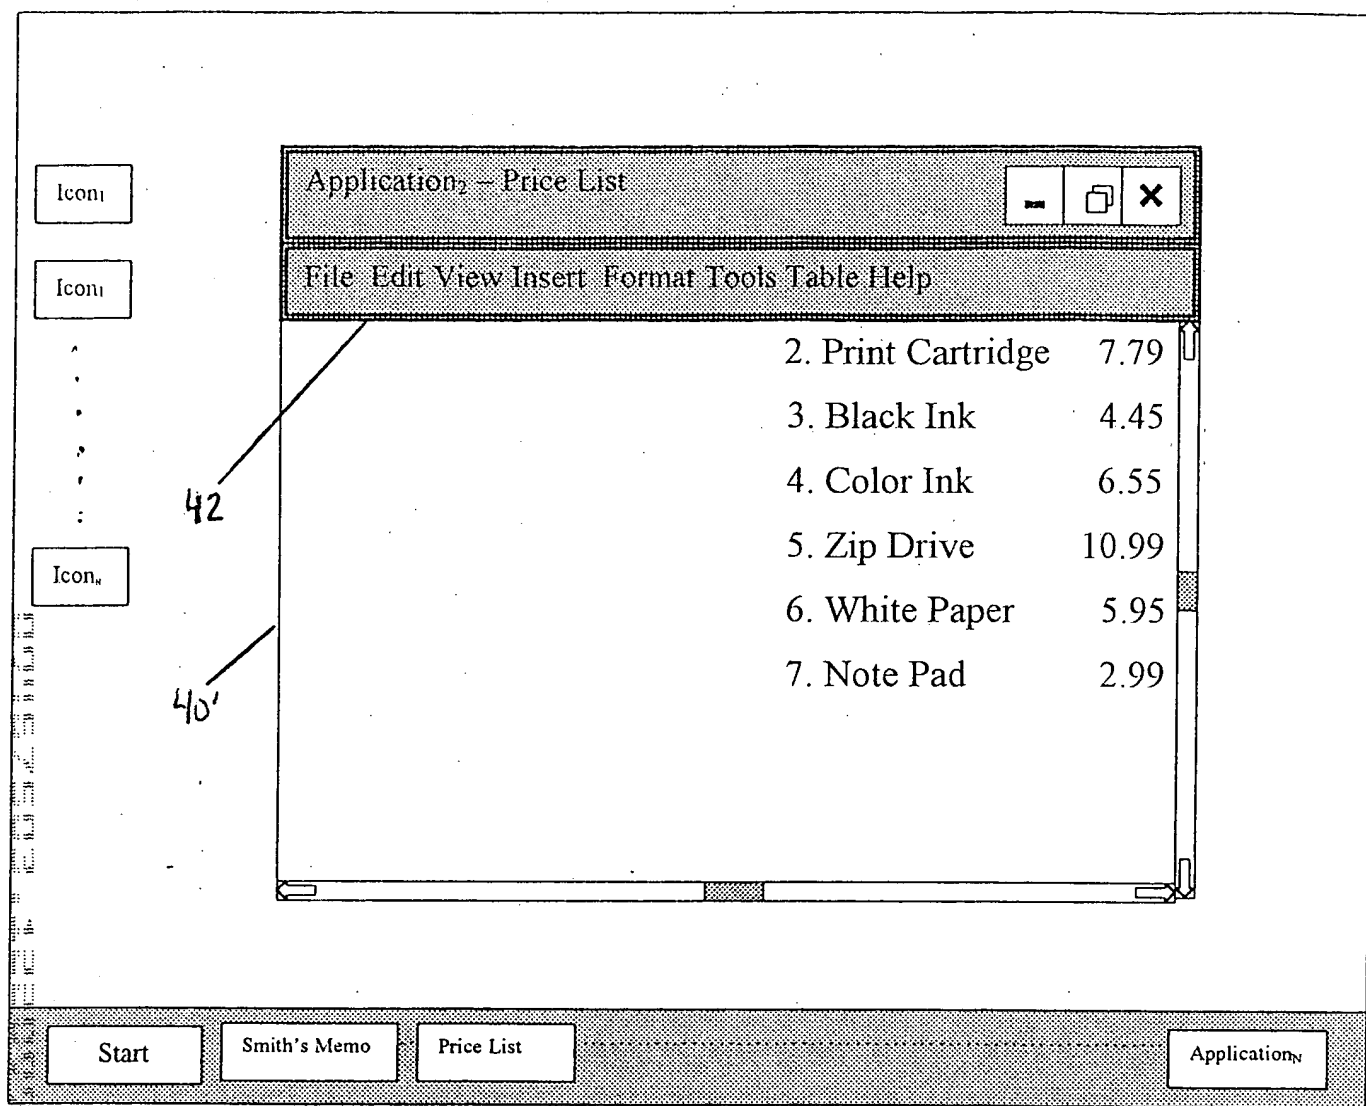 Application₂ – Price List
File Edit View Insert Format Tools Table Help
Icon₁
Icon₁
Iconₙ
2. Print Cartridge 7.79
3. Black Ink 4.45
4. Color Ink 6.55
5. Zip Drive 10.99
6. White Paper 5.95
7. Note Pad 2.99
42
40'
Start
Smith's Memo
Price List
Application_N